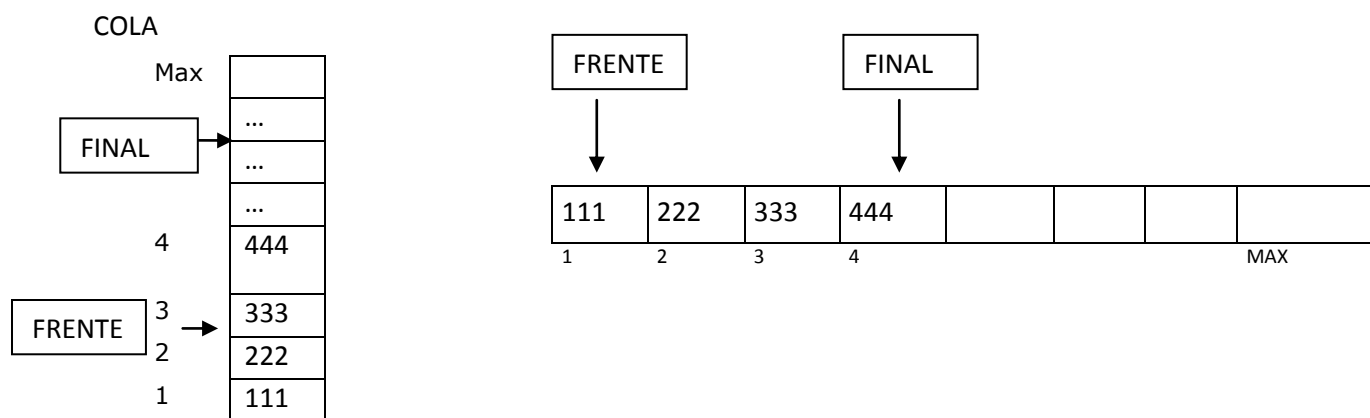 COLA
Max
...
FINAL
...
...
4 444
3 333
FRENTE
2 222
1 111
FRENTE FINAL
111 222 333 444
1 2 3 4 MAX